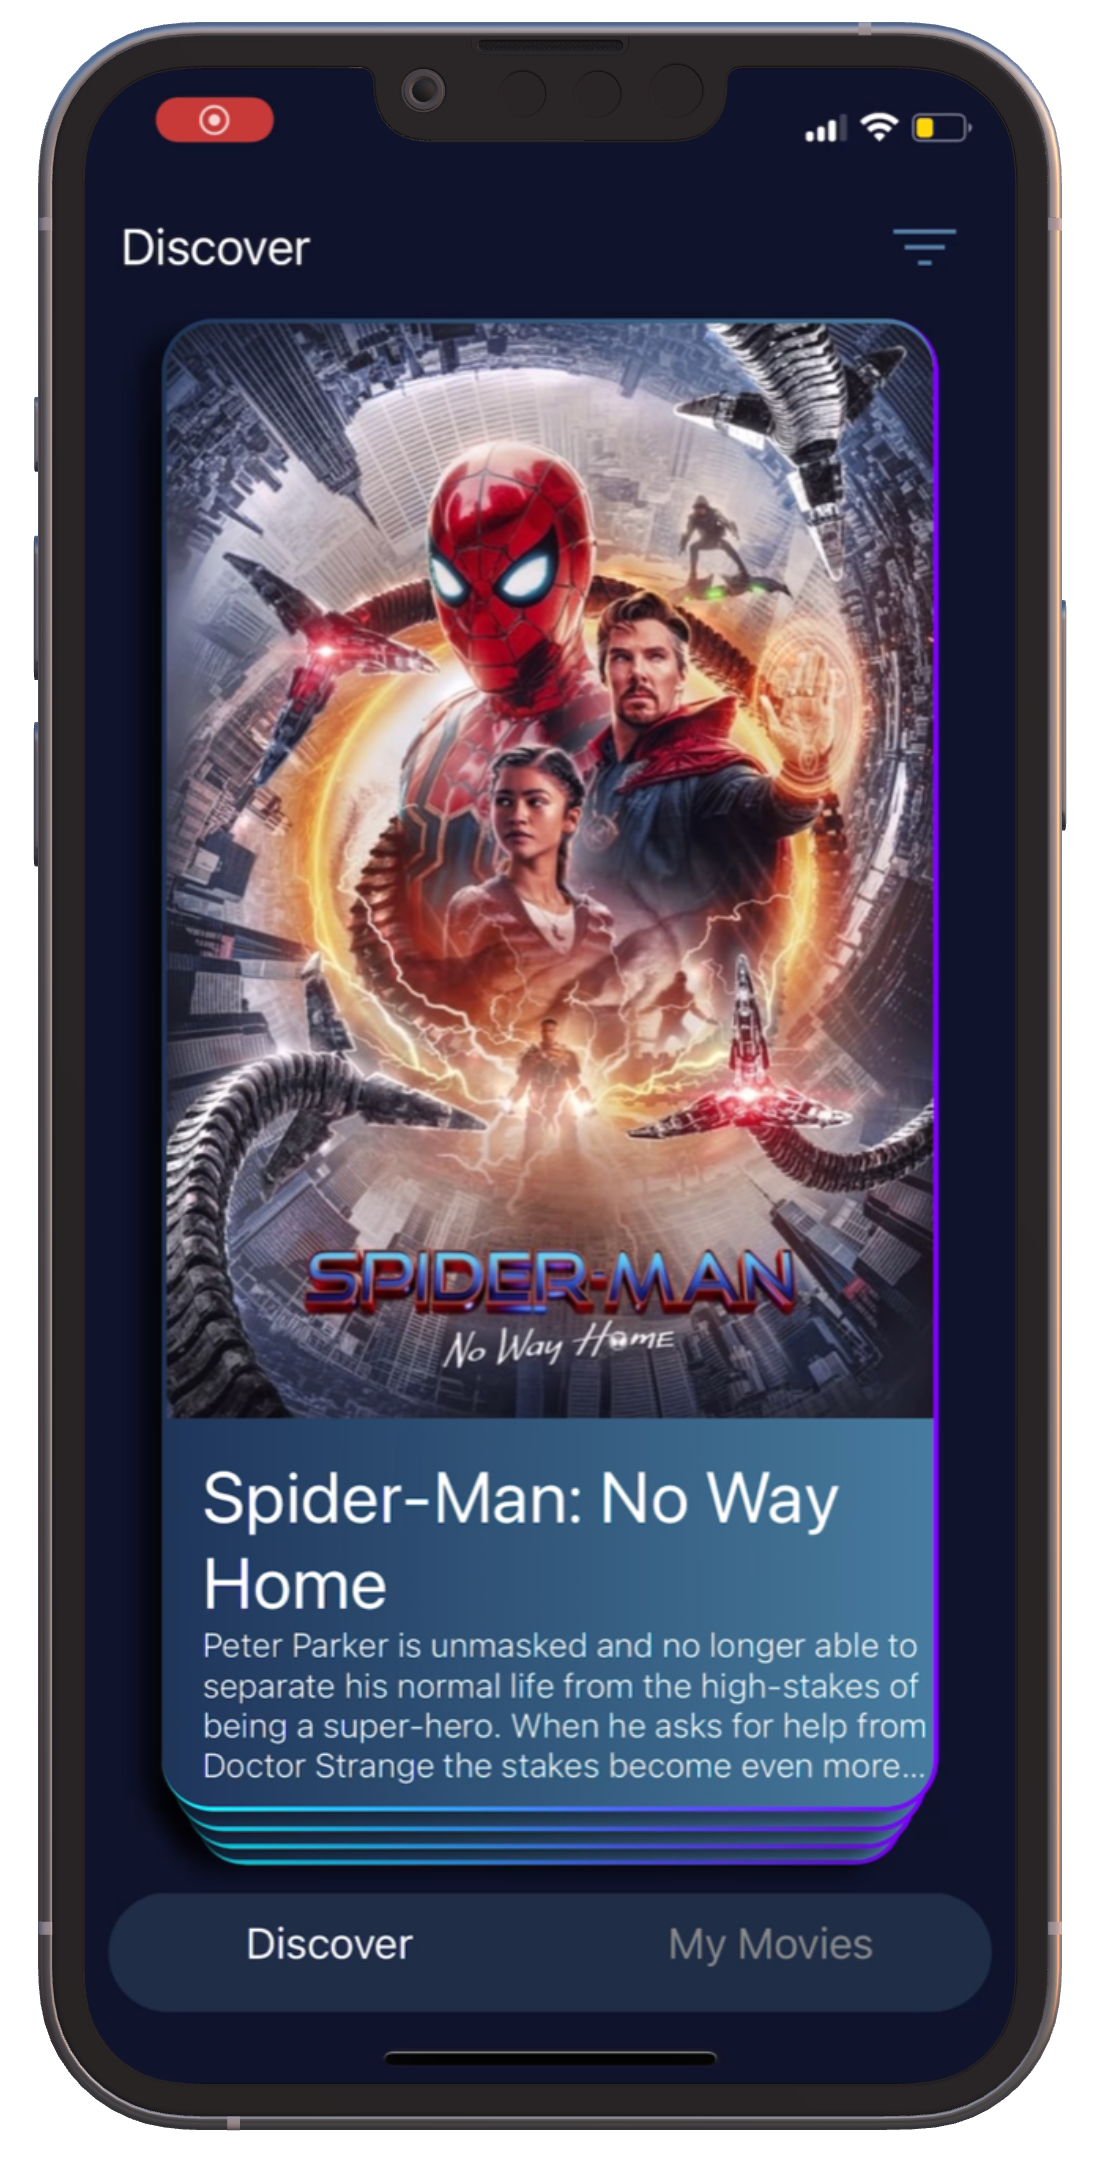 Discover
SPIDER-MAN
No Way Home
Spider-Man: No Way
Home
Peter Parker is unmasked and no longer able to
separate his normal life from the high-stakes of
being a super-hero. When he asks for help from
Doctor Strange the stakes become even more...
Discover
My Movies